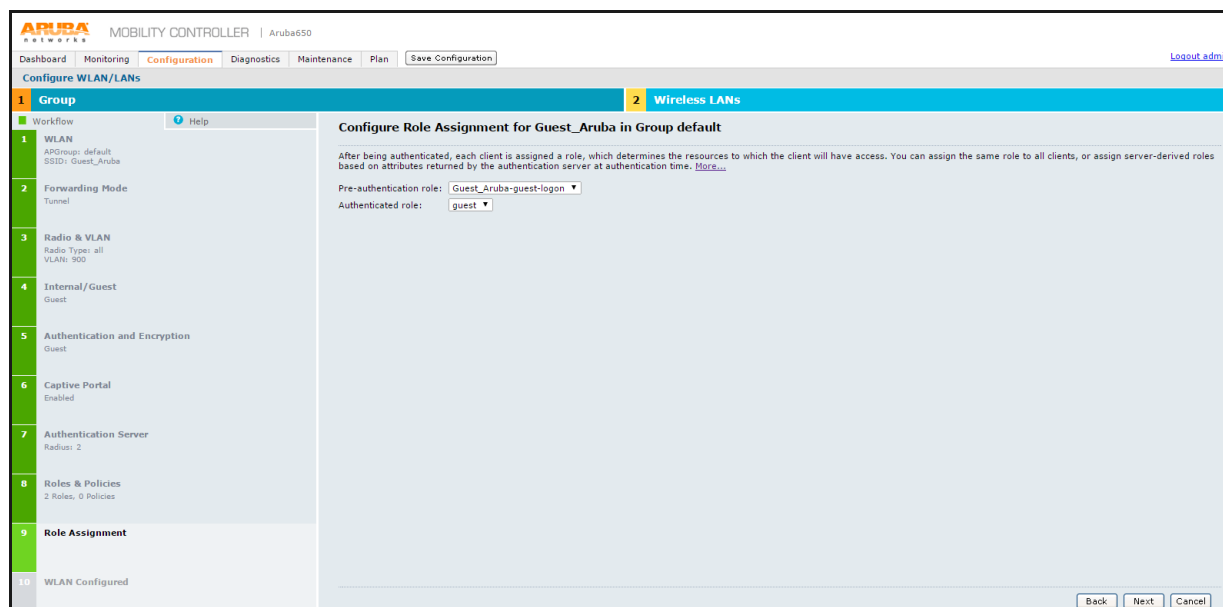 ARUBA networks MOBILITY CONTROLLER | Aruba650
Dashboard Monitoring Configuration Diagnostics Maintenance Plan Save Configuration Logout adm
Configure WLAN/LANs
1 Group 2 Wireless LANs
Workflow ? Help
1 WLAN
APGroup: default
SSID: Guest_Aruba
2 Forwarding Mode
Tunnel
3 Radio & VLAN
Radio Type: all
VLAN: 900
4 Internal/Guest
Guest
5 Authentication and Encryption
Guest
6 Captive Portal
Enabled
7 Authentication Server
Radius: 2
8 Roles & Policies
2 Roles, 0 Policies
9 Role Assignment
10 WLAN Configured
Configure Role Assignment for Guest_Aruba in Group default
After being authenticated, each client is assigned a role, which determines the resources to which the client will have access. You can assign the same role to all clients, or assign server-derived roles
based on attributes returned by the authentication server at authentication time. More...
Pre-authentication role: Guest_Aruba-guest-logon
Authenticated role: guest
Back Next Cancel